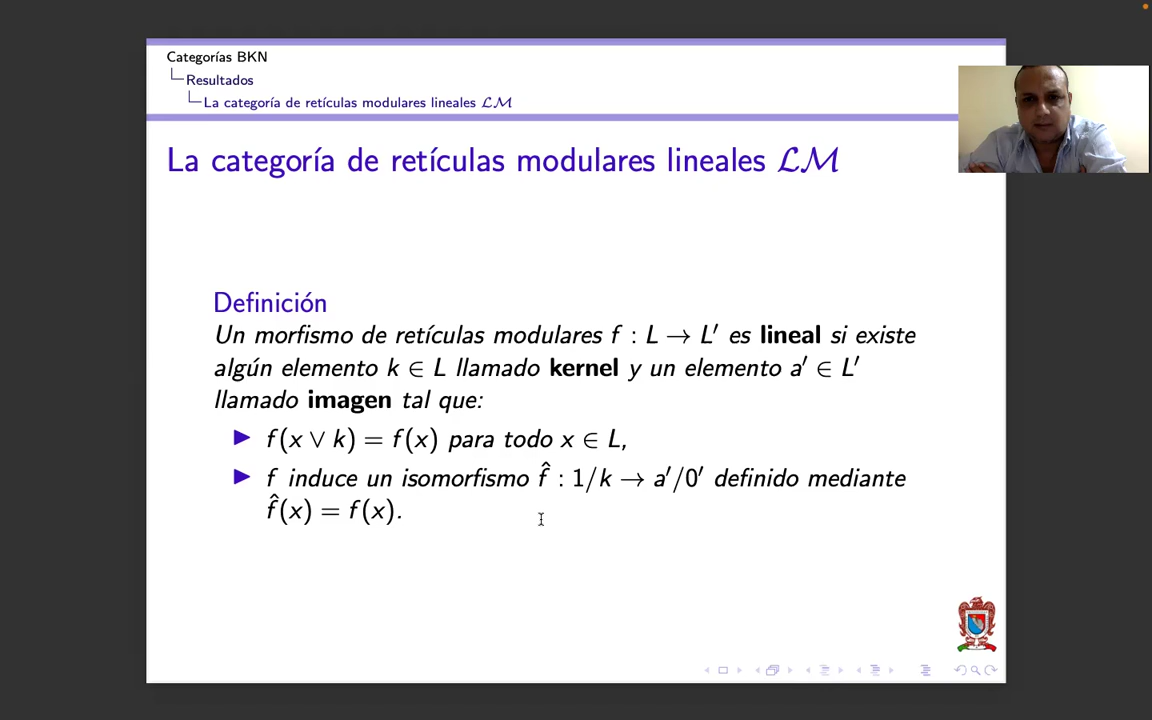 Categorías BKN
Resultados
La categoría de retículas modulares lineales ℒℳ
La categoría de retículas modulares lineales ℒℳ
Definición
Un morfismo de retículas modulares f : L → L′ es lineal si existe
algún elemento k ∈ L llamado kernel y un elemento a′ ∈ L′
llamado imagen tal que:
▶ f(x ∨ k) = f(x) para todo x ∈ L,
▶ f induce un isomorfismo f̂ : 1/k → a′/0′ definido mediante
f̂(x) = f(x).